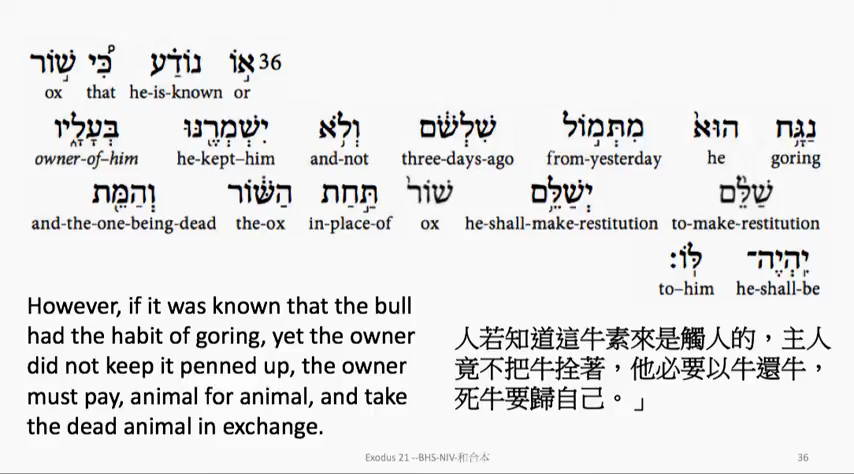 36 א֣וֹ נוֹדַ֗ע כִּ֠י שׁ֣וֹר
ox that he-is-known or
נַגָּ֥ח הוּא֙ מִתְּמ֣וֹל שִׁלְשֹׁ֔ם וְלֹ֥א יִשְׁמְרֶ֖נּוּ בְּעָלָ֑יו
owner-of–him he-kept–him and-not three-days-ago from-yesterday he goring
שַׁלֵּ֨ם יְשַׁלֵּ֥ם שׁוֹר֙ תַּ֣חַת הַשּׁ֔וֹר וְהַמֵּ֖ת
and-the-one-being-dead the-ox in-place-of ox he-shall-make-restitution to-make-restitution
יִֽהְיֶה־ לּֽוֹ׃
to–him he-shall-be
However, if it was known that the bull
had the habit of goring, yet the owner
did not keep it penned up, the owner
must pay, animal for animal, and take
the dead animal in exchange.
人若知道這牛素來是觸人的，主人
竟不把牛拴著，他必要以牛還牛，
死牛要歸自己。」
Exodus 21 --BHS-NIV-和合本
36